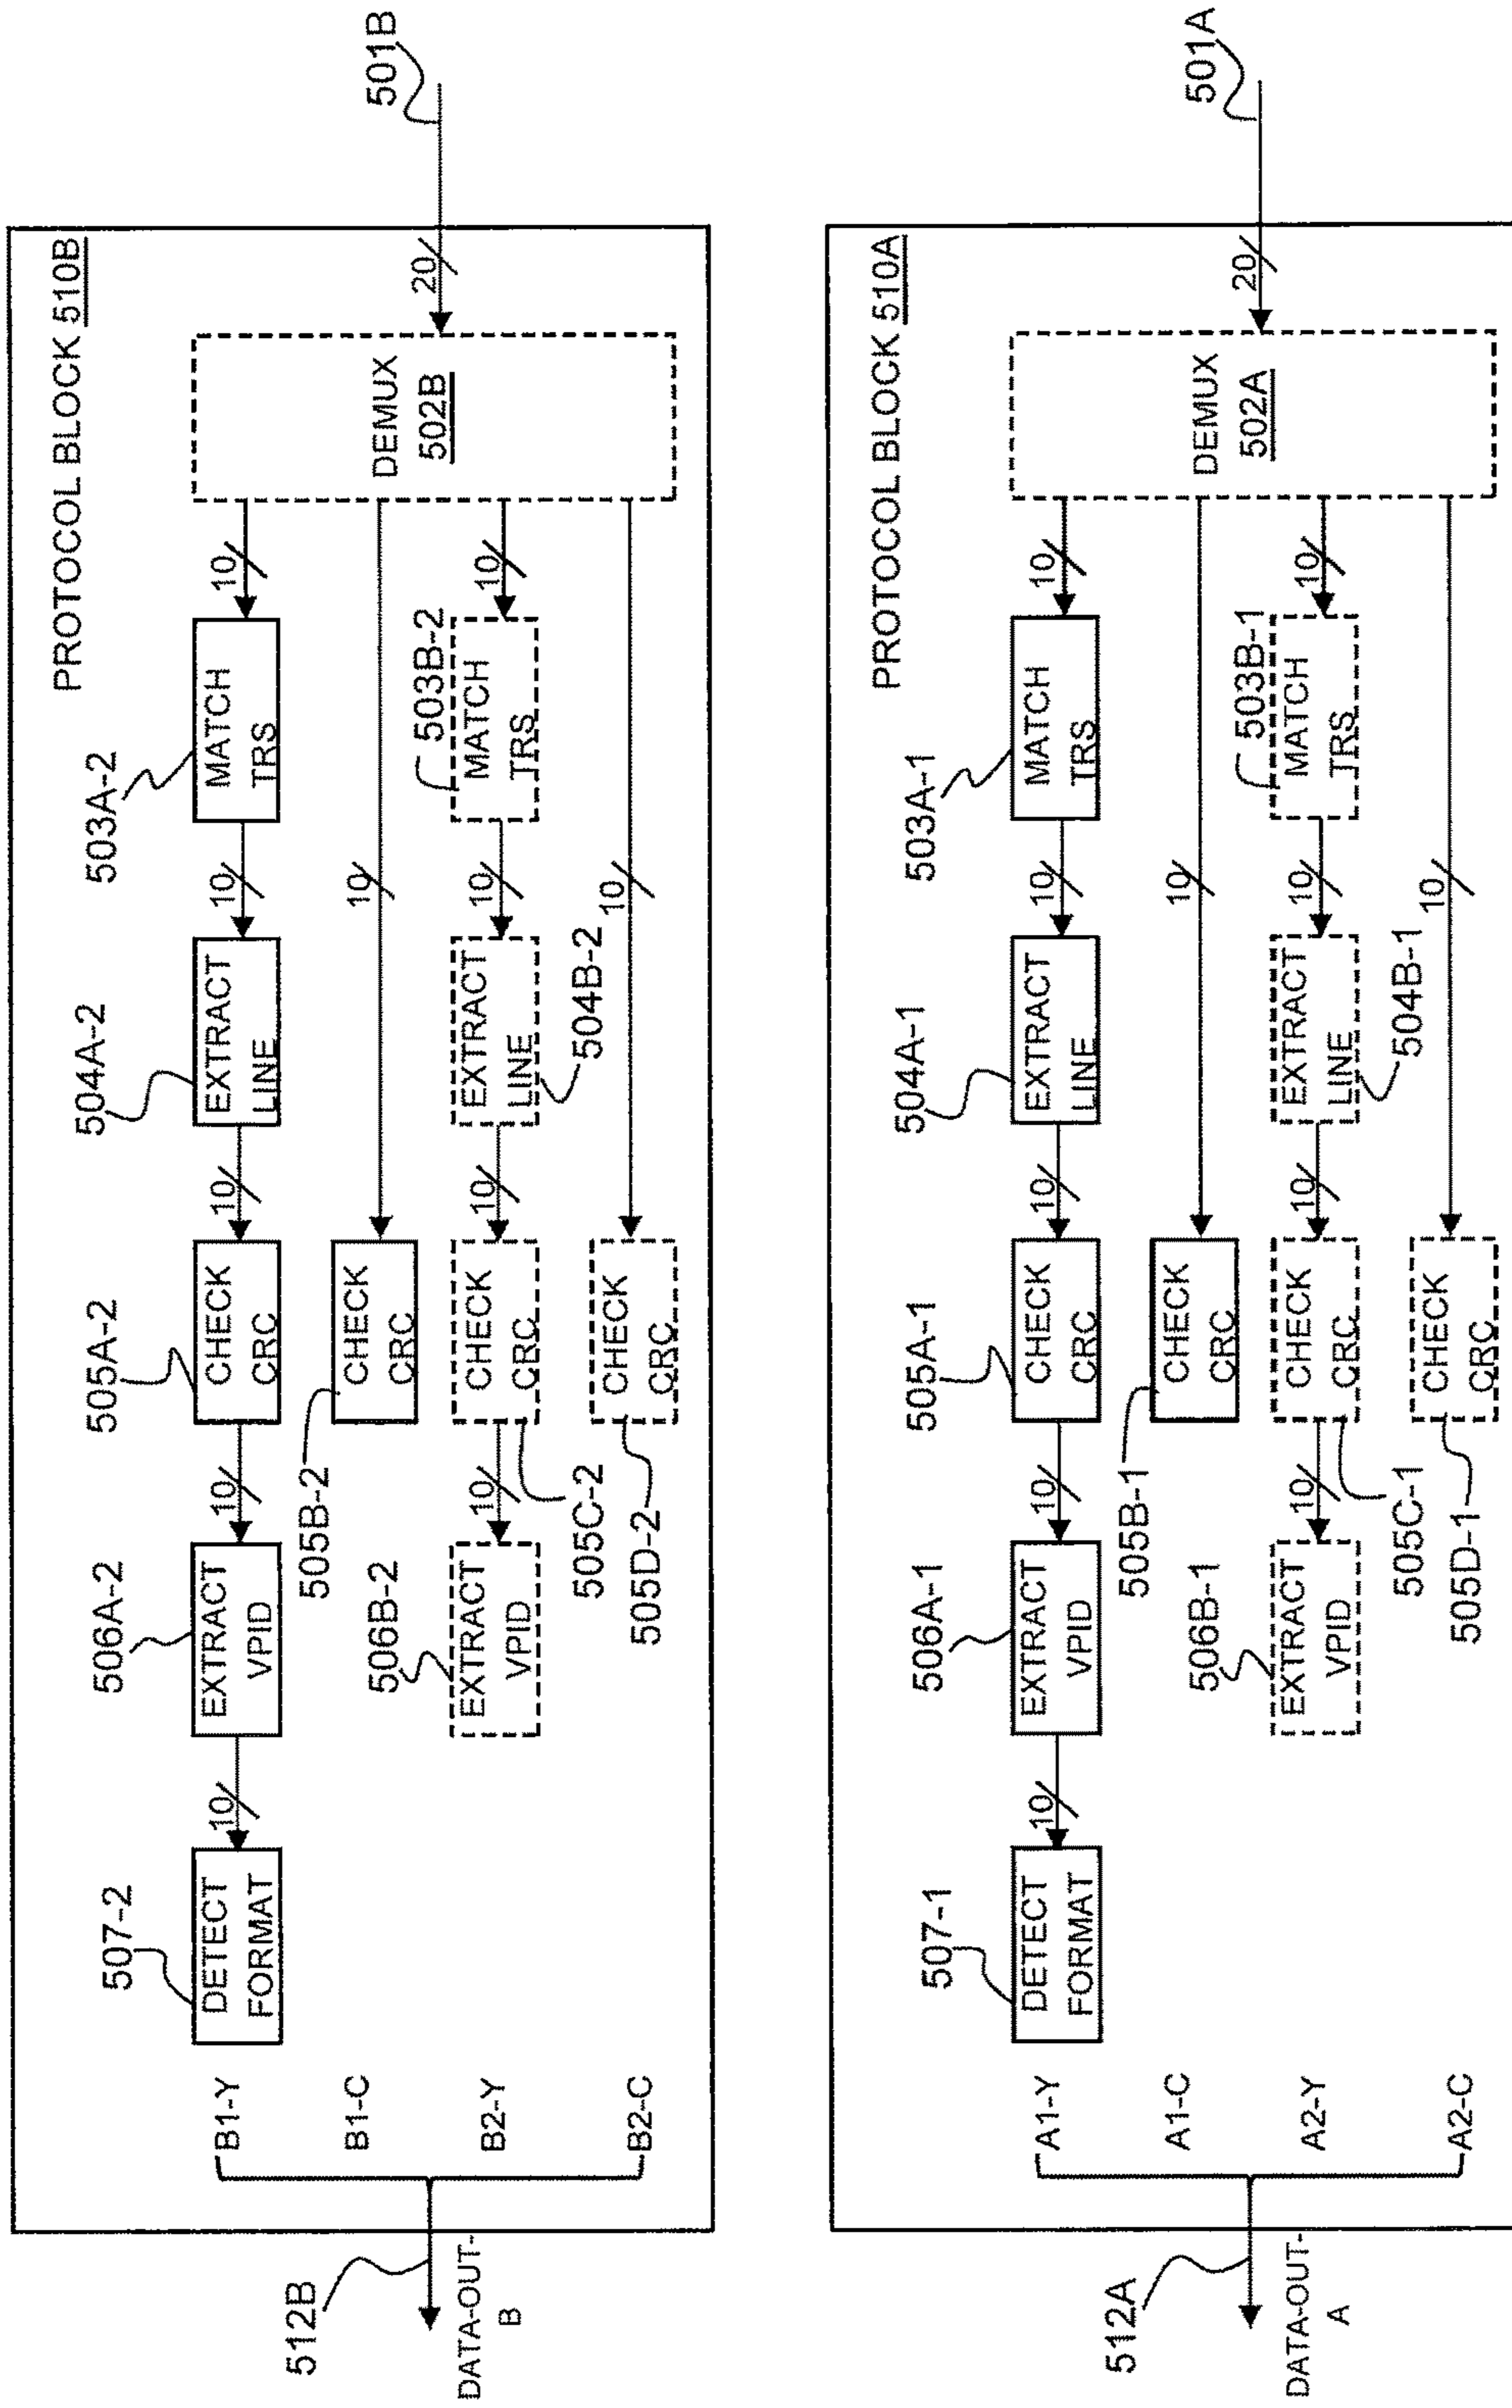 PROTOCOL BLOCK 510B
501B
20
DEMUX
502B
10
10
10
10
503A-2
MATCH
TRS
503B-2
MATCH
TRS
10
10
504A-2
EXTRACT
LINE
EXTRACT
LINE
504B-2
10
10
505A-2
CHECK
CRC
CHECK
CRC
505B-2
CHECK
CRC
505C-2
CHECK
CRC
505D-2
10
10
506A-2
EXTRACT
VPID
506B-2
EXTRACT
VPID
10
507-2
DETECT
FORMAT
B1-Y
B1-C
B2-Y
B2-C
512B
DATA-OUT-
B
PROTOCOL BLOCK 510A
501A
20
DEMUX
502A
10
10
10
10
503A-1
MATCH
TRS
503B-1
MATCH
TRS
10
10
504A-1
EXTRACT
LINE
EXTRACT
LINE
504B-1
10
10
505A-1
CHECK
CRC
CHECK
CRC
505B-1
CHECK
CRC
505C-1
CHECK
CRC
505D-1
10
10
506A-1
EXTRACT
VPID
506B-1
EXTRACT
VPID
10
507-1
DETECT
FORMAT
A1-Y
A1-C
A2-Y
A2-C
512A
DATA-OUT-
A